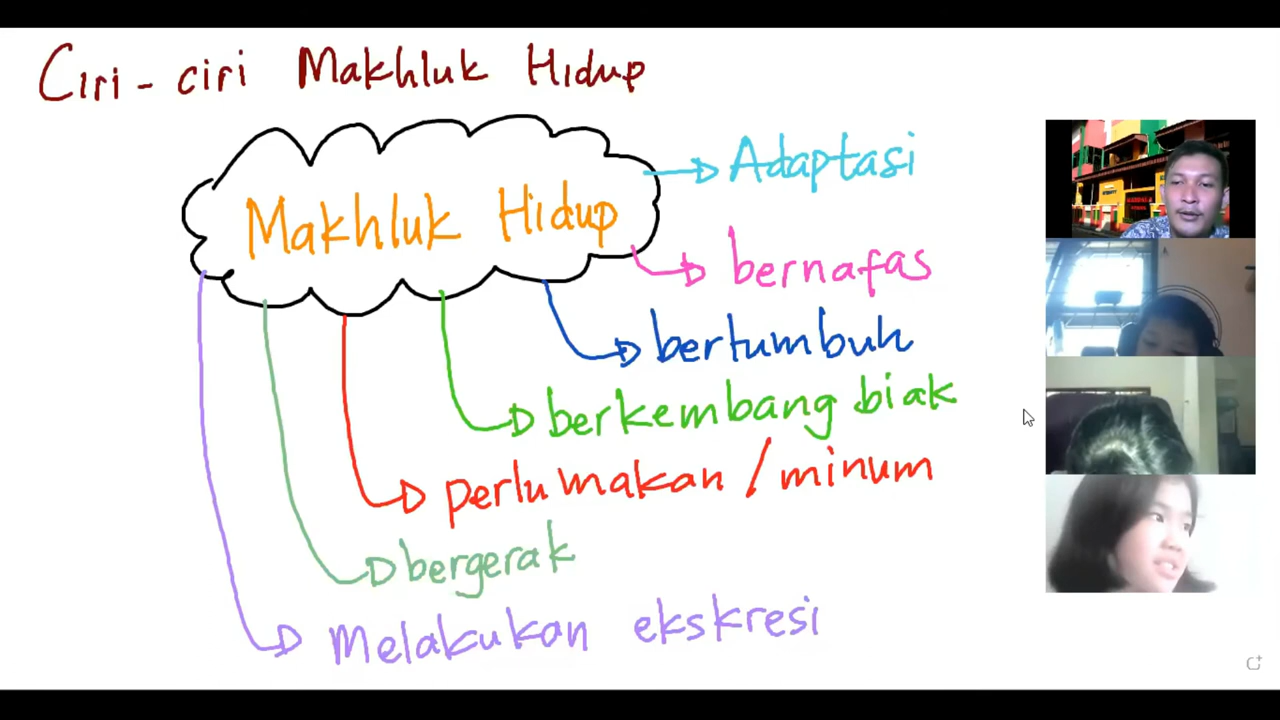 Ciri - ciri Makhluk Hidup
Makhluk Hidup
Adaptasi
bernafas
bertumbuh
berkembang biak
perlu makan / minum
bergerak
Melakukan ekskresi